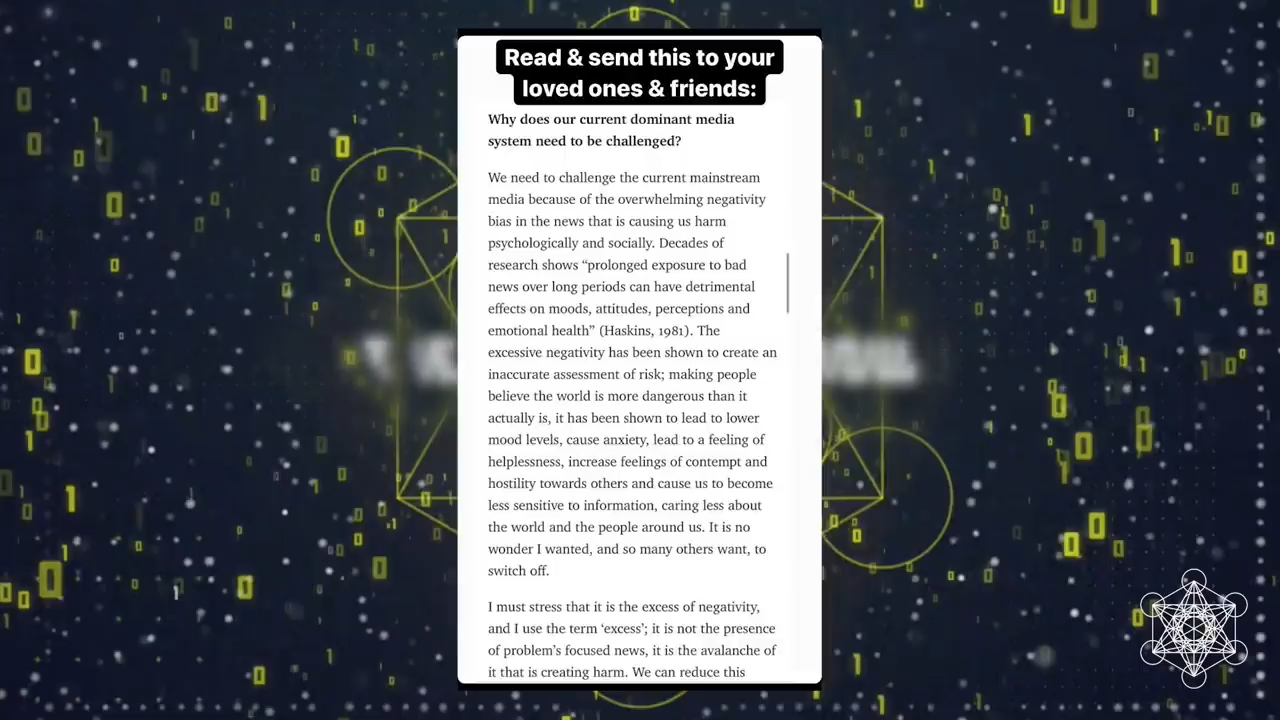 Read & send this to your
loved ones & friends:
Why does our current dominant media
system need to be challenged?
We need to challenge the current mainstream
media because of the overwhelming negativity
bias in the news that is causing us harm
psychologically and socially. Decades of
research shows “prolonged exposure to bad
news over long periods can have detrimental
effects on moods, attitudes, perceptions and
emotional health” (Haskins, 1981). The
excessive negativity has been shown to create an
inaccurate assessment of risk; making people
believe the world is more dangerous than it
actually is, it has been shown to lead to lower
mood levels, cause anxiety, lead to a feeling of
helplessness, increase feelings of contempt and
hostility towards others and cause us to become
less sensitive to information, caring less about
the world and the people around us. It is no
wonder I wanted, and so many others want, to
switch off.
I must stress that it is the excess of negativity,
and I use the term ‘excess’; it is not the presence
of problem’s focused news, it is the avalanche of
it that is creating harm. We can reduce this